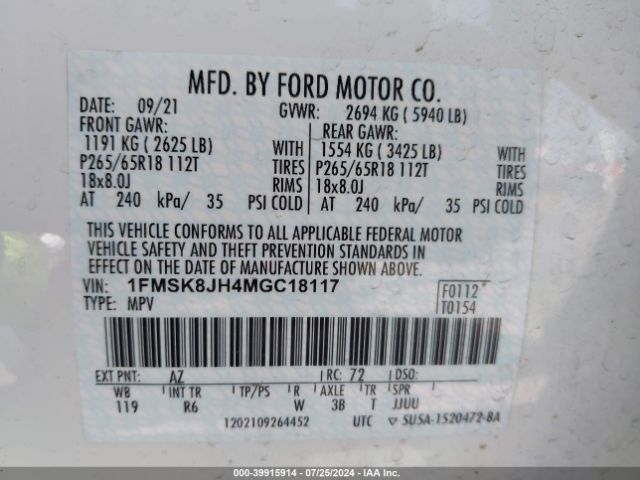 MFD. BY FORD MOTOR CO.
DATE: 09/21 GVWR: 2694 KG ( 5940 LB)
FRONT GAWR: REAR GAWR:
1191 KG ( 2625 LB) WITH 1554 KG ( 3425 LB) WITH
P265/65R18 112T TIRES P265/65R18 112T TIRES
18x8.0J RIMS 18x8.0J RIMS
AT 240 kPa/ 35 PSI COLD AT 240 kPa/ 35 PSI COLD
THIS VEHICLE CONFORMS TO ALL APPLICABLE FEDERAL MOTOR
VEHICLE SAFETY AND THEFT PREVENTION STANDARDS IN
EFFECT ON THE DATE OF MANUFACTURE SHOWN ABOVE.
VIN: 1FMSK8JH4MGC18117 F0112
TYPE: MPV T0154
EXT PNT: AZ RC: 72 DSO:
WB INT TR TP/PS R AXLE TR SPR
119 R6 W 3B T JJUU
1202109264452 UTC ▽ 5U5A-1520472-BA
000-39915914 - 07/25/2024 - IAA Inc.